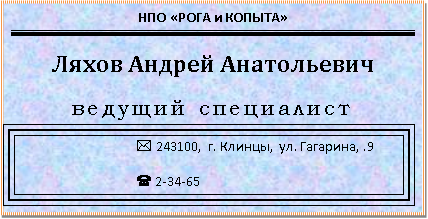 НПО «РОГА и КОПЫТА»
Ляхов Андрей Анатольевич
ведущий специалист
🖂 243100, г. Клинцы, ул. Гагарина, .9
☎ 2-34-65